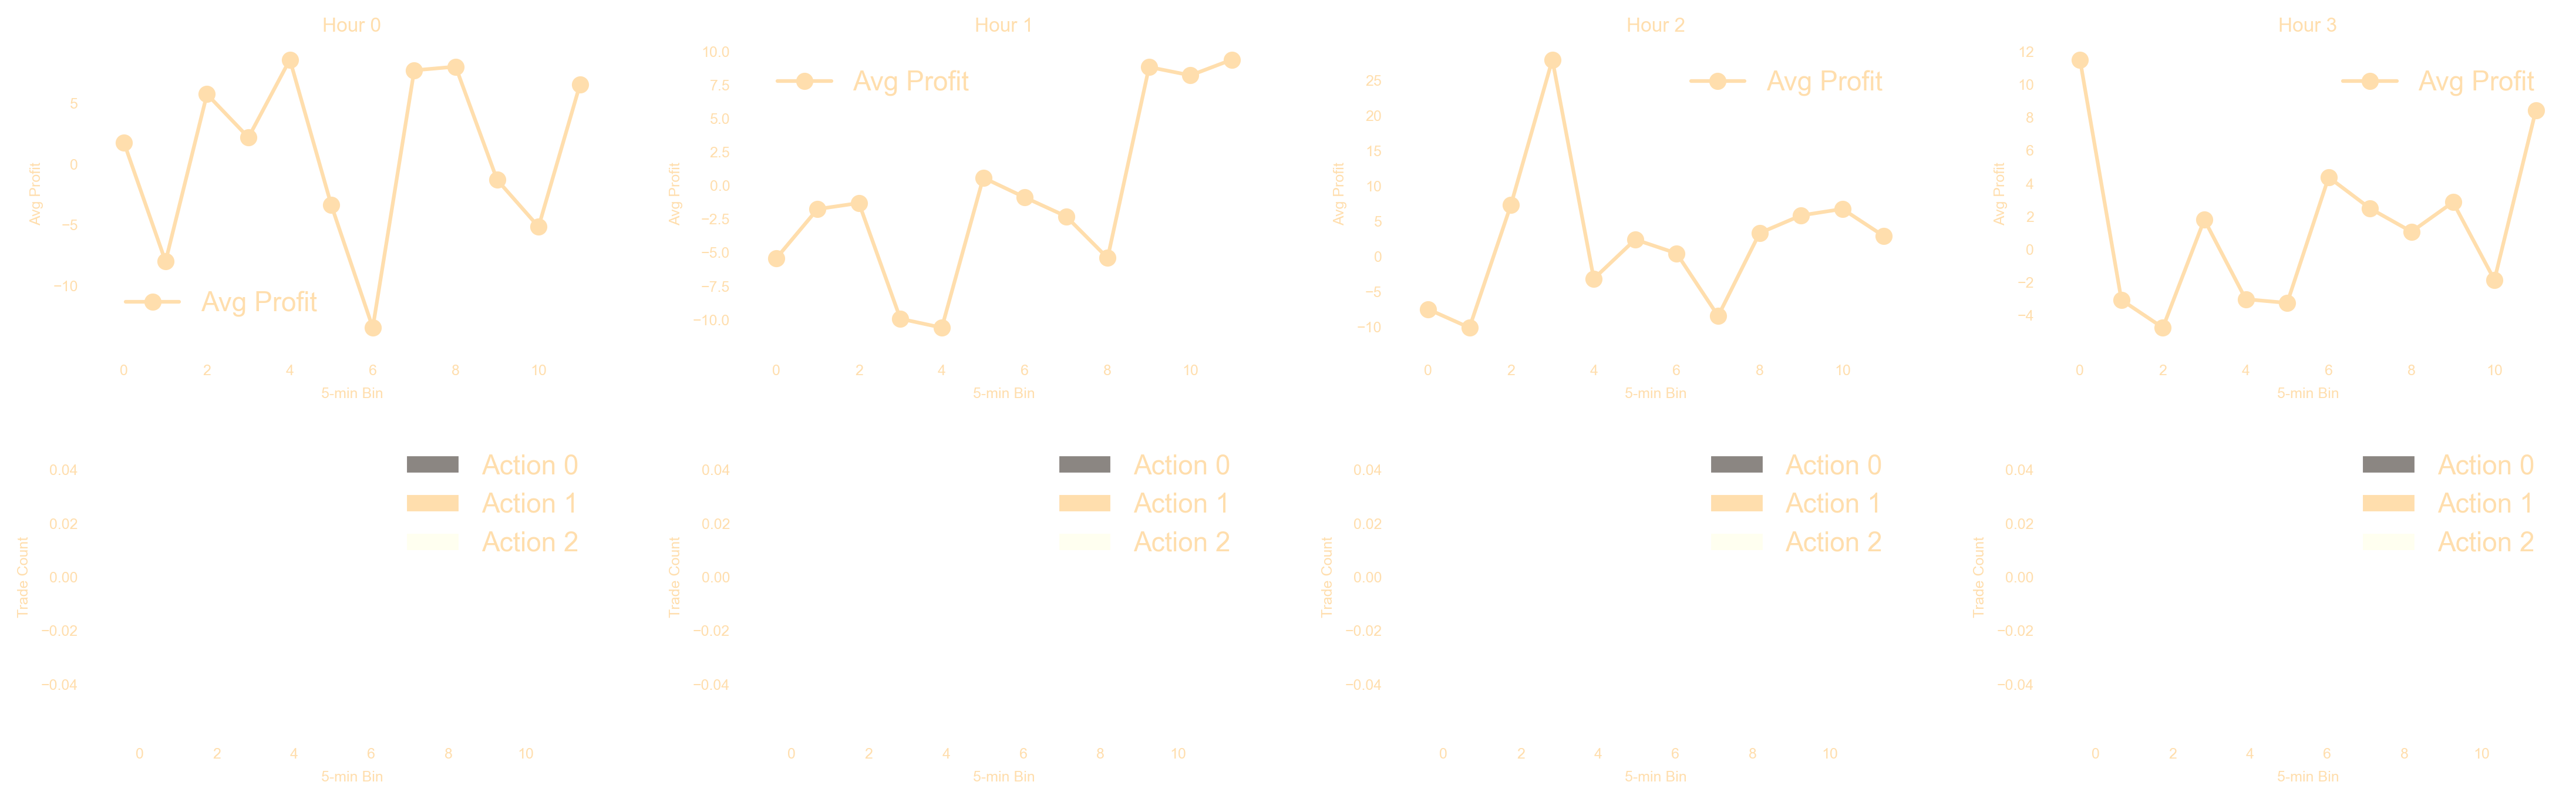 Hour 0
Avg Profit
5
0
−5
−10
Avg Profit
0 2 4 6 8 10
5-min Bin
Hour 1
Avg Profit
10.0
7.5
5.0
2.5
0.0
−2.5
−5.0
−7.5
−10.0
Avg Profit
0 2 4 6 8 10
5-min Bin
Hour 2
Avg Profit
25
20
15
10
5
0
−5
−10
Avg Profit
0 2 4 6 8 10
5-min Bin
Hour 3
Avg Profit
12
10
8
6
4
2
0
−2
−4
Avg Profit
0 2 4 6 8 10
5-min Bin
Trade Count
0.04
0.02
0.00
−0.02
−0.04
Action 0
Action 1
Action 2
0 2 4 6 8 10
5-min Bin
Trade Count
0.04
0.02
0.00
−0.02
−0.04
Action 0
Action 1
Action 2
0 2 4 6 8 10
5-min Bin
Trade Count
0.04
0.02
0.00
−0.02
−0.04
Action 0
Action 1
Action 2
0 2 4 6 8 10
5-min Bin
Trade Count
0.04
0.02
0.00
−0.02
−0.04
Action 0
Action 1
Action 2
0 2 4 6 8 10
5-min Bin